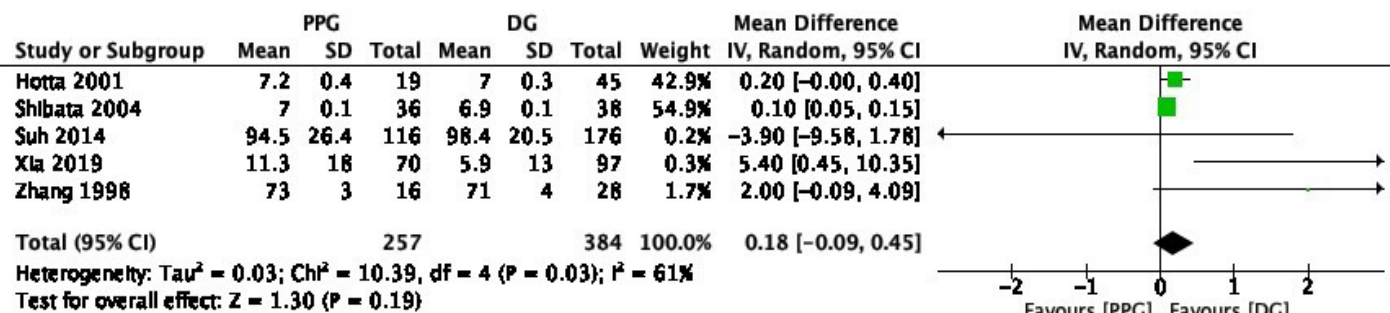 PPG DG Mean Difference Mean Difference
Study or Subgroup Mean SD Total Mean SD Total Weight IV, Random, 95% CI IV, Random, 95% CI
Hotta 2001 7.2 0.4 19 7 0.3 45 42.9% 0.20 [−0.00, 0.40]
Shibata 2004 7 0.1 36 6.9 0.1 38 54.9% 0.10 [0.05, 0.15]
Suh 2014 94.5 26.4 116 98.4 20.5 176 0.2% −3.90 [−9.58, 1.78]
Xia 2019 11.3 18 70 5.9 13 97 0.3% 5.40 [0.45, 10.35]
Zhang 1998 73 3 16 71 4 28 1.7% 2.00 [−0.09, 4.09]
Total (95% CI) 257 384 100.0% 0.18 [−0.09, 0.45]
Heterogeneity: Tau² = 0.03; Chi² = 10.39, df = 4 (P = 0.03); I² = 61%
Test for overall effect: Z = 1.30 (P = 0.19)
−2 −1 0 1 2
Favours [PPG] Favours [DG]